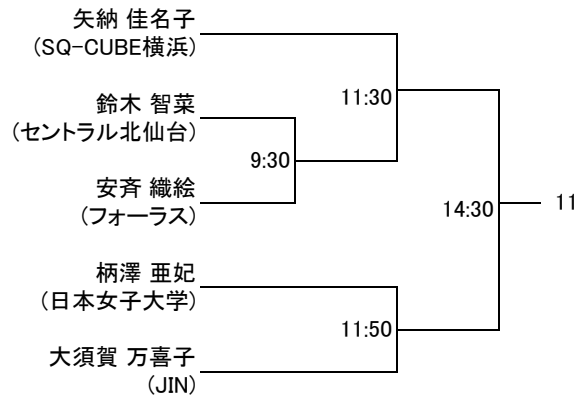 矢納 佳名子
(SQ-CUBE横浜)
11:30
鈴木 智菜
(セントラル北仙台)
9:30
安斉 織絵
(フォーラス)
14:30
11
柄澤 亜妃
(日本女子大学)
11:50
大須賀 万喜子
(JIN)